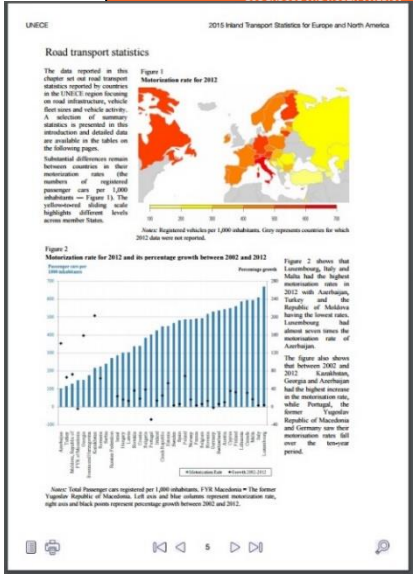 UNECE
2015 Inland Transport Statistics for Europe and North America
Road transport statistics
The data reported in this
chapter set out road transport
statistics reported by countries
in the UNECE region focusing
on road infrastructure, vehicle
fleet sizes and vehicle activity.
A selection of summary
statistics is presented in this
introduction and detailed data
are available in the tables on
the following pages.
Substantial differences remain
between countries in their
motorization rates (the
numbers of registered
passenger cars per 1,000
inhabitants — Figure 1). The
yellow-toned sliding scale
highlights different levels
across member States.
Figure 1
Motorization rate for 2012
Notes: Registered vehicles per 1,000 inhabitants. Grey represents countries for which
2012 data were not reported.
Figure 2
Motorization rate for 2012 and its percentage growth between 2002 and 2012
Passenger cars per
1000 inhabitants
Percentage growth
Motorization Rate
Growth 2002-2012
Notes: Total Passenger cars registered per 1,000 inhabitants. FYR Macedonia = The former
Yugoslav Republic of Macedonia. Left axis and blue columns represent motorization rate,
right axis and black points represent percentage growth between 2002 and 2012.
Figure 2 shows that
Luxembourg, Italy and
Malta had the highest
motorisation rates in
2012 with Azerbaijan,
Turkey and the
Republic of Moldova
having the lowest rates.
Luxembourg had
almost seven times the
motorisation rate of
Azerbaijan.
The figure also shows
that between 2002 and
2012 Kazakhstan,
Georgia and Azerbaijan
had the highest increase
in the motorisation rate,
while Portugal, the
former Yugoslav
Republic of Macedonia
and Germany saw their
motorisation rates fall
over the ten-year
period.
5